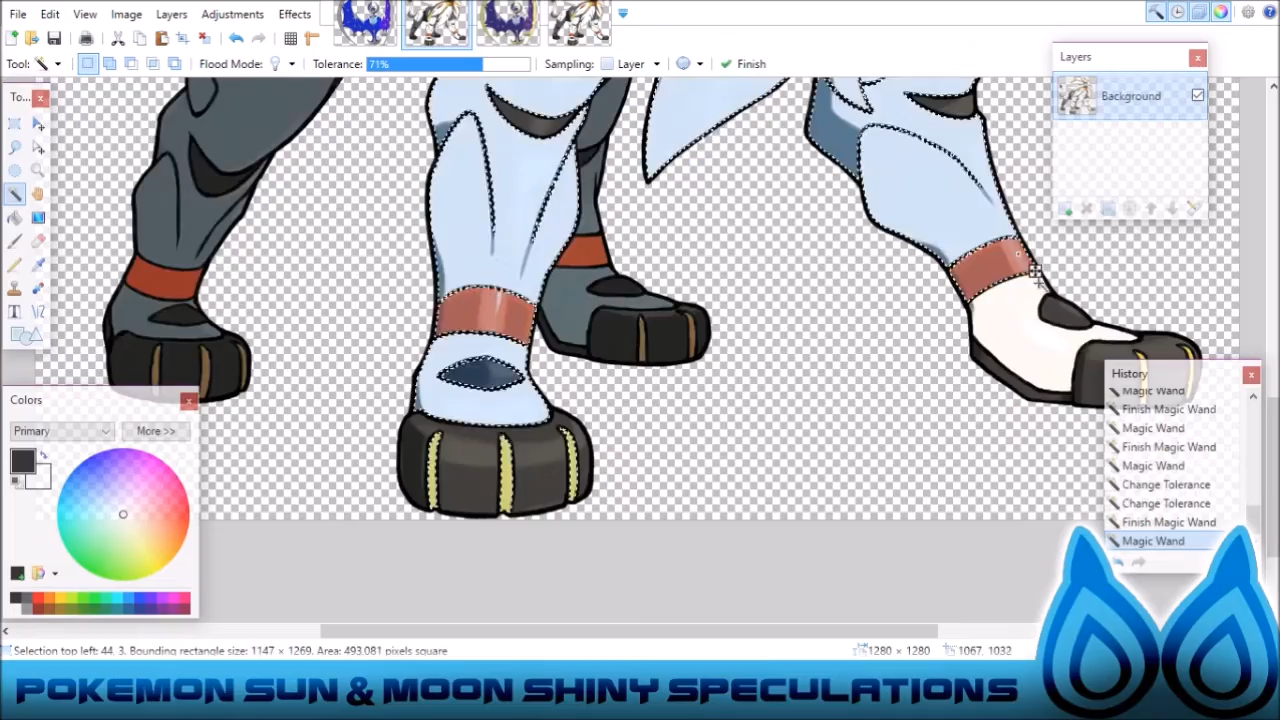 File Edit View Image Layers Adjustments Effects
Tool: Flood Mode: Tolerance: 71% Sampling: Layer Finish
To...
Layers
Background
Colors
Primary More >>
History
Magic Wand
Finish Magic Wand
Magic Wand
Finish Magic Wand
Magic Wand
Change Tolerance
Change Tolerance
Finish Magic Wand
Magic Wand
Selection top left: 44, 3. Bounding rectangle size: 1147 × 1269. Area: 493,081 pixels square 1280 × 1280 1067, 1032
POKEMON SUN & MOON SHINY SPECULATIONS